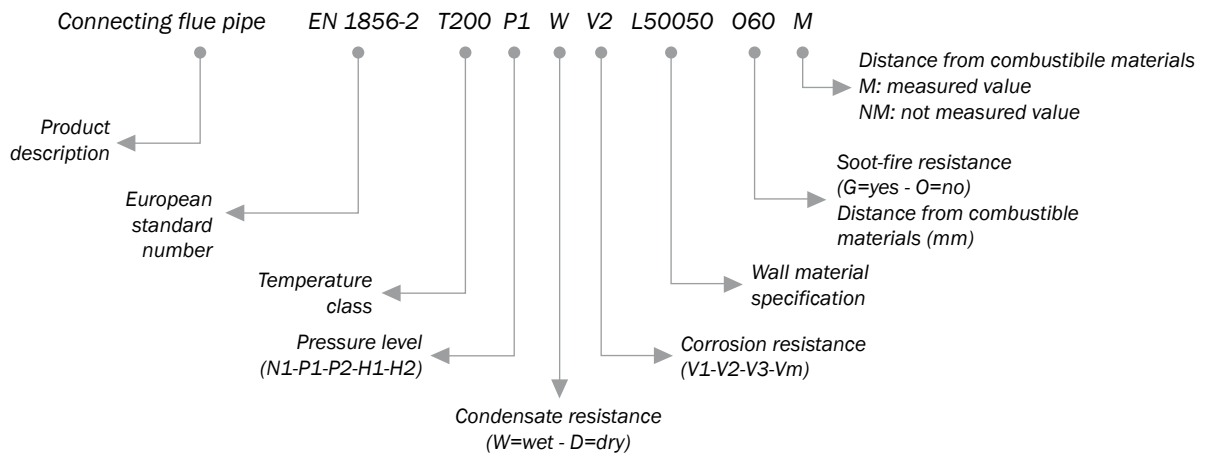 Connecting flue pipe EN 1856-2 T200 P1 W V2 L50050 O60 M
Distance from combustibile materials
M: measured value
NM: not measured value
Product
description
Soot-fire resistance
(G=yes - O=no)
Distance from combustible
materials (mm)
European
standard
number
Wall material
specification
Temperature
class
Pressure level
(N1-P1-P2-H1-H2)
Corrosion resistance
(V1-V2-V3-Vm)
Condensate resistance
(W=wet - D=dry)